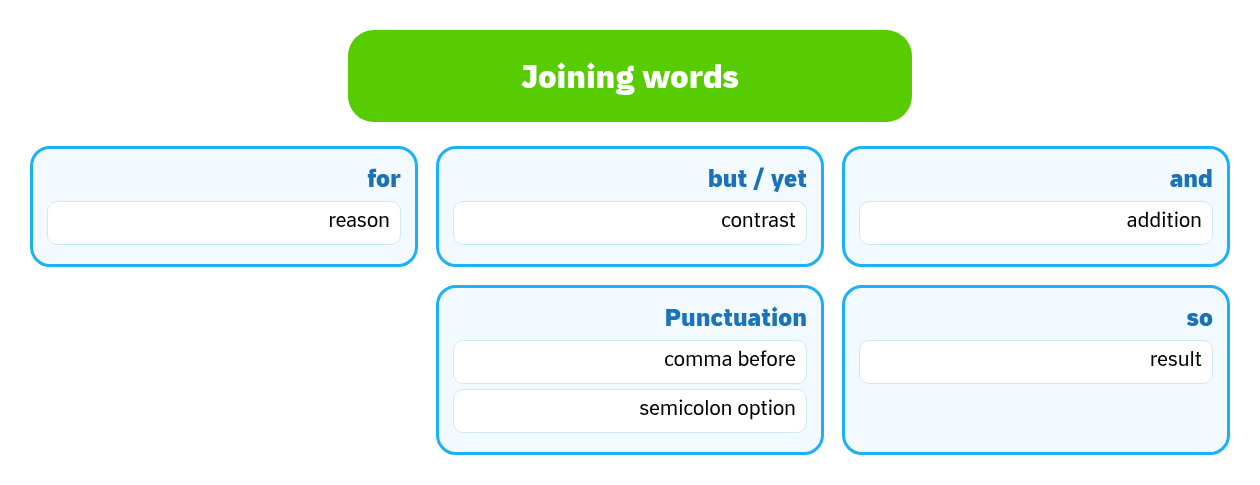 Joining words
and
addition
but / yet
contrast
for
reason
so
result
Punctuation
comma before
semicolon option